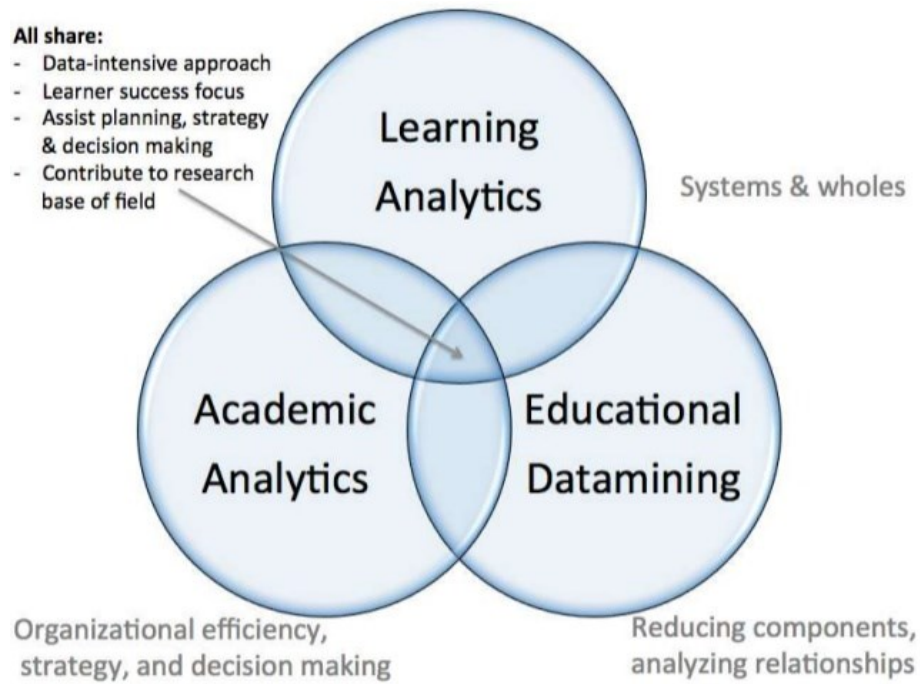 All share:
- Data-intensive approach
- Learner success focus
- Assist planning, strategy
& decision making
- Contribute to research
base of field
Learning
Analytics
Systems & wholes
Academic
Analytics
Educational
Datamining
Organizational efficiency,
strategy, and decision making
Reducing components,
analyzing relationships